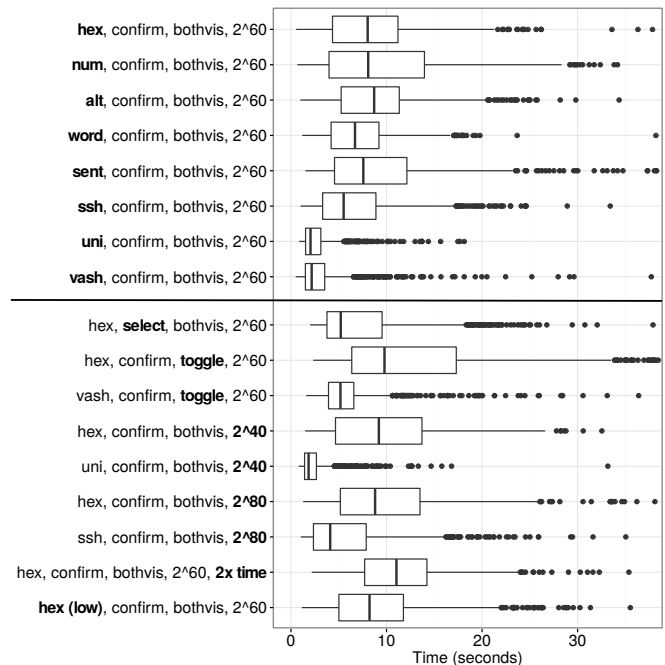 hex, confirm, bothvis, 2^60
num, confirm, bothvis, 2^60
alt, confirm, bothvis, 2^60
word, confirm, bothvis, 2^60
sent, confirm, bothvis, 2^60
ssh, confirm, bothvis, 2^60
uni, confirm, bothvis, 2^60
vash, confirm, bothvis, 2^60
hex, select, bothvis, 2^60
hex, confirm, toggle, 2^60
vash, confirm, toggle, 2^60
hex, confirm, bothvis, 2^40
uni, confirm, bothvis, 2^40
hex, confirm, bothvis, 2^80
ssh, confirm, bothvis, 2^80
hex, confirm, bothvis, 2^60, 2x time
hex (low), confirm, bothvis, 2^60
0 10 20 30
Time (seconds)